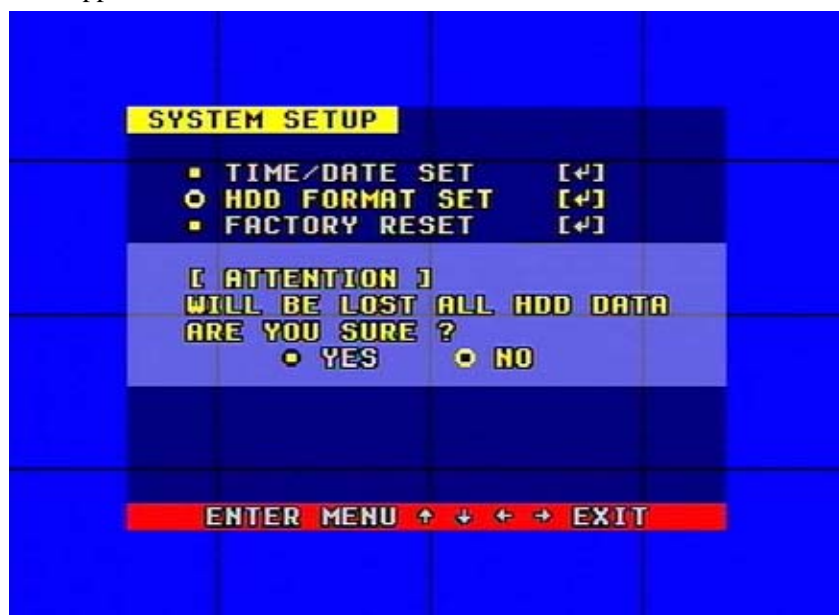 SYSTEM SETUP
TIME/DATE SET [↵]
HDD FORMAT SET [↵]
FACTORY RESET [↵]
[ ATTENTION ]
WILL BE LOST ALL HDD DATA
ARE YOU SURE ?
YES NO
ENTER MENU ↑ ↓ ← → EXIT